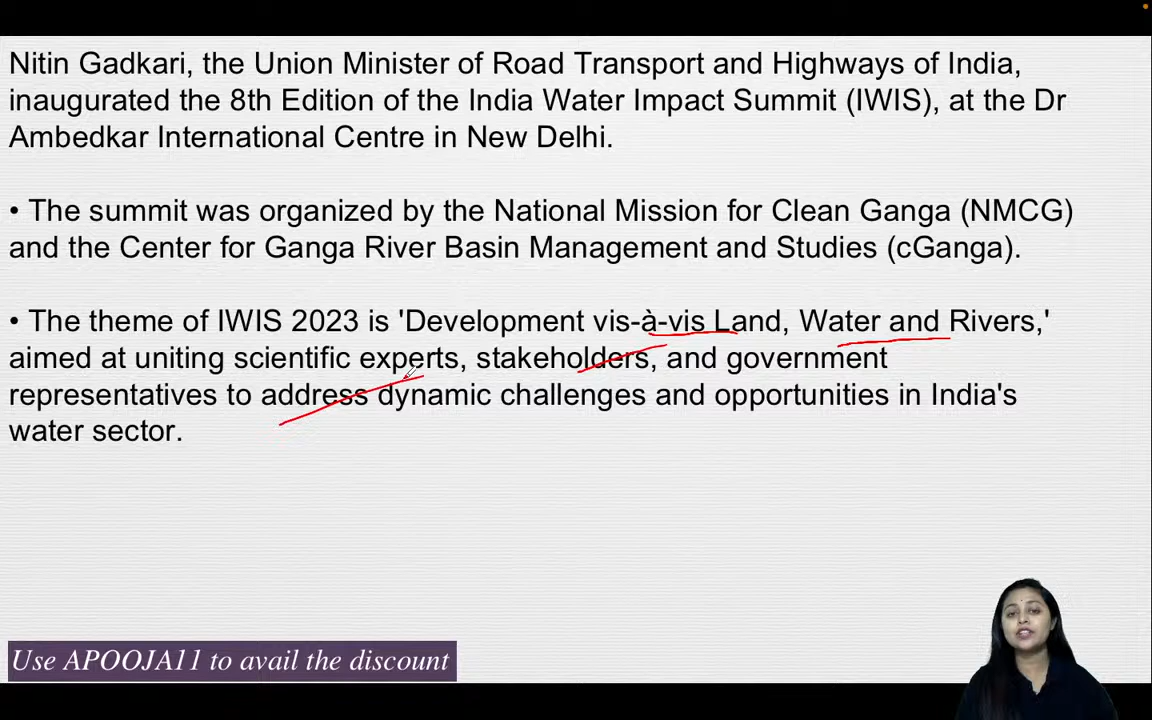 Nitin Gadkari, the Union Minister of Road Transport and Highways of India,
inaugurated the 8th Edition of the India Water Impact Summit (IWIS), at the Dr
Ambedkar International Centre in New Delhi.
• The summit was organized by the National Mission for Clean Ganga (NMCG)
and the Center for Ganga River Basin Management and Studies (cGanga).
• The theme of IWIS 2023 is 'Development vis-à-vis Land, Water and Rivers,'
aimed at uniting scientific experts, stakeholders, and government
representatives to address dynamic challenges and opportunities in India's
water sector.
Use APOOJA11 to avail the discount